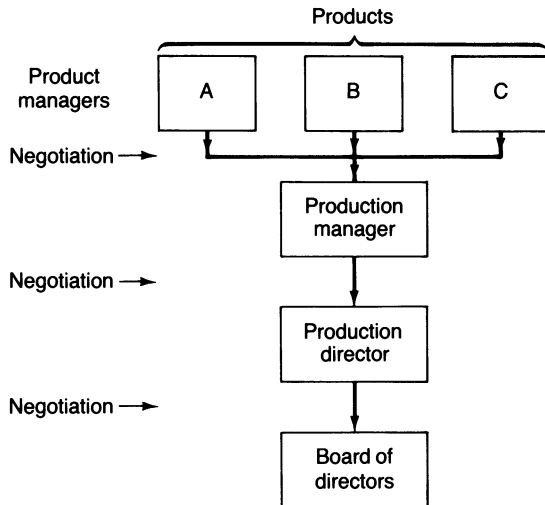 Products
Product
managers
A
B
C
Negotiation
Production
manager
Negotiation
Production
director
Negotiation
Board of
directors